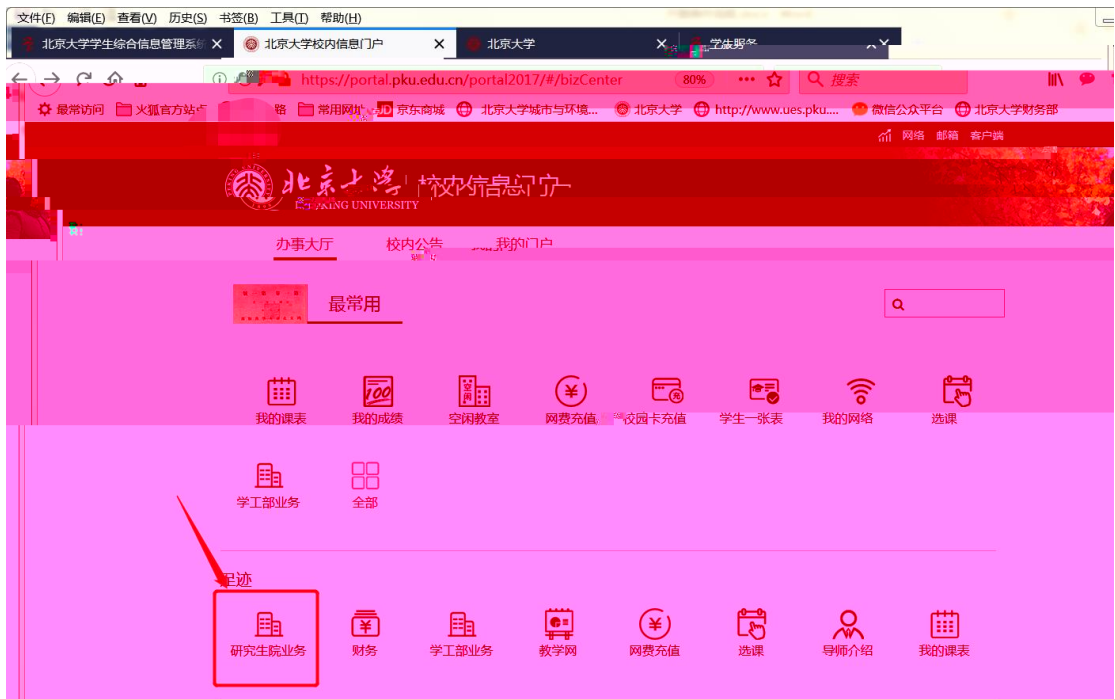 文件(F) 编辑(E) 查看(V) 历史(S) 书签(B) 工具(T) 帮助(H)
北京大学学生综合信息管理系统 北京大学校内信息门户 北京大学
https://portal.pku.edu.cn/portal2017/#/bizCenter 80% 搜索
最常访问 火狐官方站点 常用网址 京东商城 北京大学城市与环境... 北京大学 http://www.ues.pku.... 微信公众平台 北京大学财务部
网络 邮箱 客户端
北京大学 校内信息门户
UNIVERSITY
办事大厅 校内公告 我的门户
最常用
我的课表 我的成绩 空闲教室 网费充值 校园卡充值 学生一张表 我的网络 选课
学工部业务 全部
足迹
研究生院业务 财务 学工部业务 教学网 网费充值 选课 导师介绍 我的课表